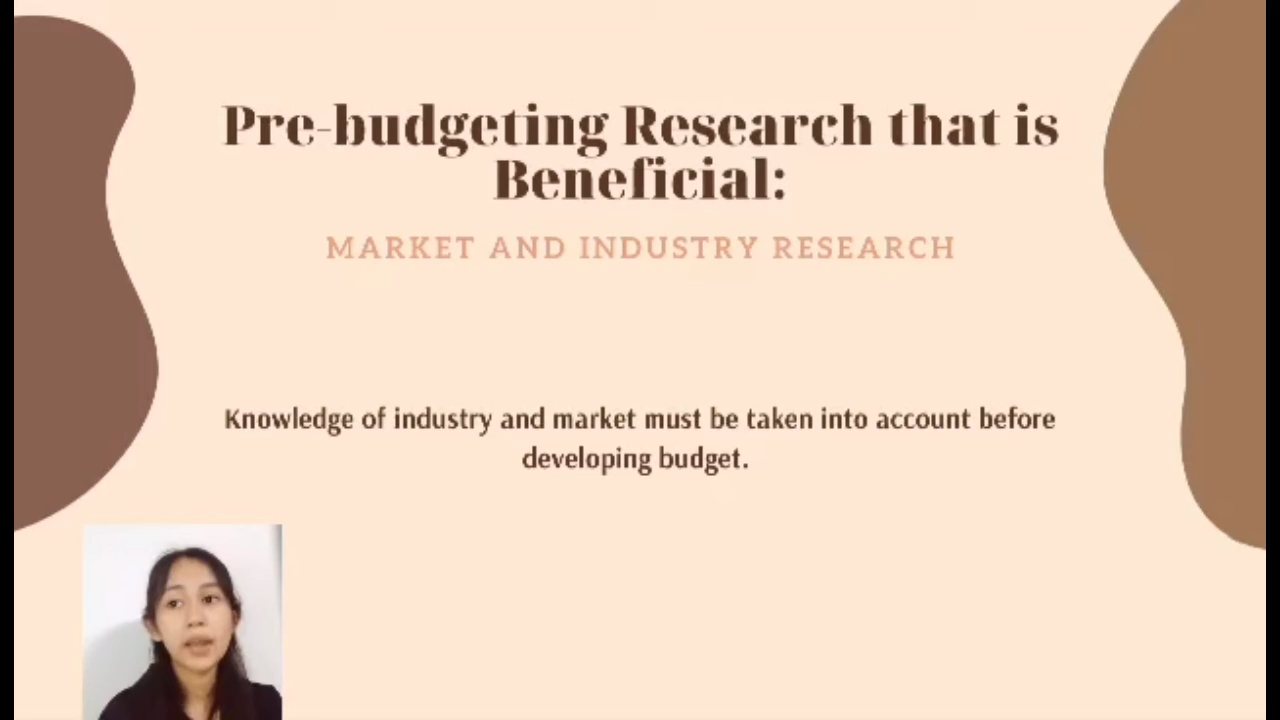 Pre-budgeting Research that is
Beneficial:
MARKET AND INDUSTRY RESEARCH
Knowledge of industry and market must be taken into account before
developing budget.